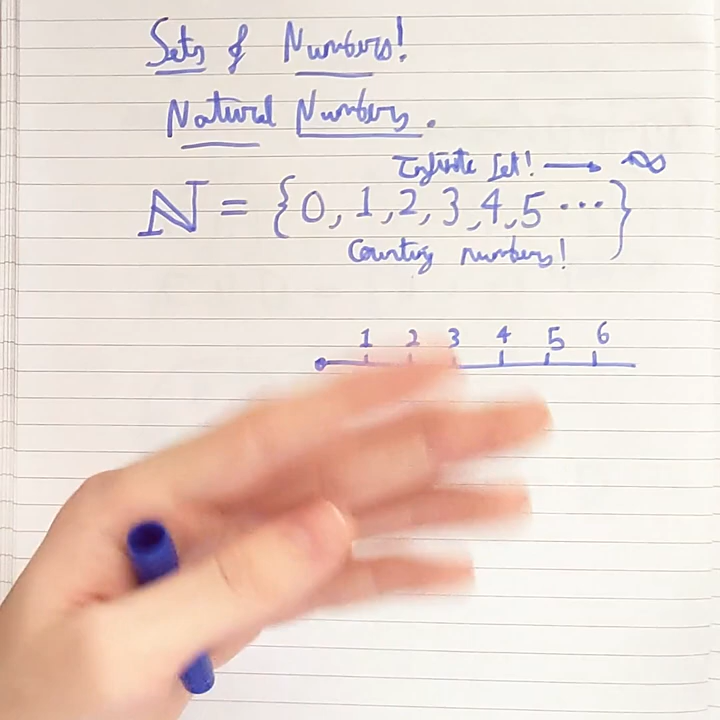 Sets of Numbers!
Natural Numbers.
Infinite Set! → ∞
ℕ = {0, 1, 2, 3, 4, 5 ...}
Counting numbers!
1 2 3 4 5 6